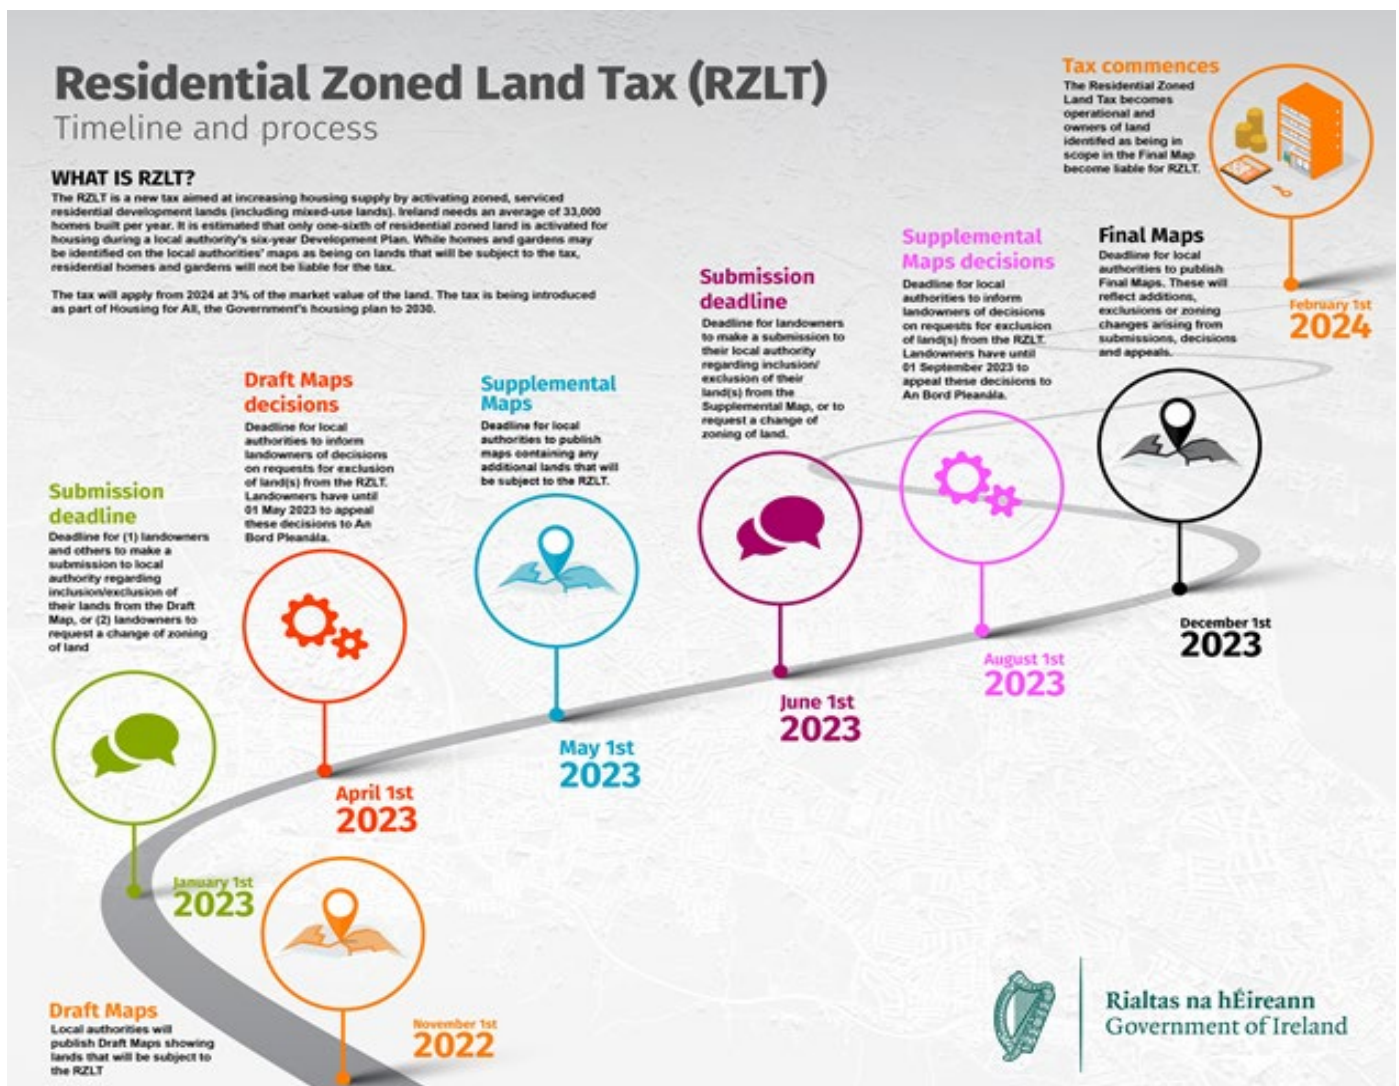 Residential Zoned Land Tax (RZLT)
Timeline and process
WHAT IS RZLT?
The RZLT is a new tax aimed at increasing housing supply by activating zoned, serviced
residential development lands (including mixed-use lands). Ireland needs an average of 33,000
homes built per year. It is estimated that only one-sixth of residential zoned land is activated for
housing during a local authority's six-year Development Plan. While homes and gardens may
be identified on the local authorities' maps as being on lands that will be subject to the tax,
residential homes and gardens will not be liable for the tax.
The tax will apply from 2024 at 3% of the market value of the land. The tax is being introduced
as part of Housing for All, the Government's housing plan to 2030.
Draft Maps
Local authorities will
publish Draft Maps showing
lands that will be subject to
the RZLT
November 1st
2022
Submission
deadline
Deadline for (1) landowners
and others to make a
submission to local
authority regarding
inclusion/exclusion of
their lands from the Draft
Map, or (2) landowners to
request a change of zoning
of land
January 1st
2023
Draft Maps
decisions
Deadline for local
authorities to inform
landowners of decisions
on requests for exclusion
of land(s) from the RZLT.
Landowners have until
01 May 2023 to appeal
these decisions to An
Bord Pleanála.
April 1st
2023
Supplemental
Maps
Deadline for local
authorities to publish
maps containing any
additional lands that will
be subject to the RZLT.
May 1st
2023
Submission
deadline
Deadline for landowners
to make a submission to
their local authority
regarding inclusion/
exclusion of their
land(s) from the
Supplemental Map, or to
request a change of
zoning of land.
June 1st
2023
Supplemental
Maps decisions
Deadline for local
authorities to inform
landowners of decisions
on requests for exclusion
of land(s) from the RZLT.
Landowners have until
01 September 2023 to
appeal these decisions to
An Bord Pleanála.
August 1st
2023
Final Maps
Deadline for local
authorities to publish
Final Maps. These will
reflect additions,
exclusions or zoning
changes arising from
submissions, decisions
and appeals.
December 1st
2023
Tax commences
The Residential Zoned
Land Tax becomes
operational and
owners of land
identifed as being in
scope in the Final Map
become liable for RZLT.
February 1st
2024
Rialtas na hÉireann
Government of Ireland